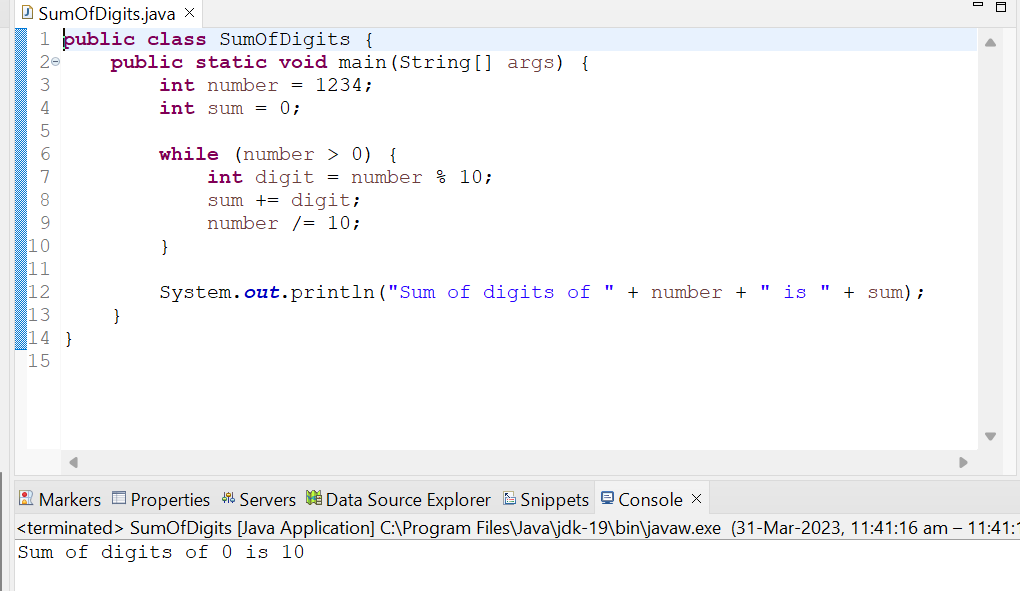 SumOfDigits.java
1 public class SumOfDigits {
2     public static void main(String[] args) {
3         int number = 1234;
4         int sum = 0;
5
6         while (number > 0) {
7             int digit = number % 10;
8             sum += digit;
9             number /= 10;
10         }
11
12         System.out.println("Sum of digits of " + number + " is " + sum);
13     }
14 }
15
Markers Properties Servers Data Source Explorer Snippets Console
<terminated> SumOfDigits [Java Application] C:\Program Files\Java\jdk-19\bin\javaw.exe (31-Mar-2023, 11:41:16 am – 11:41:
Sum of digits of 0 is 10